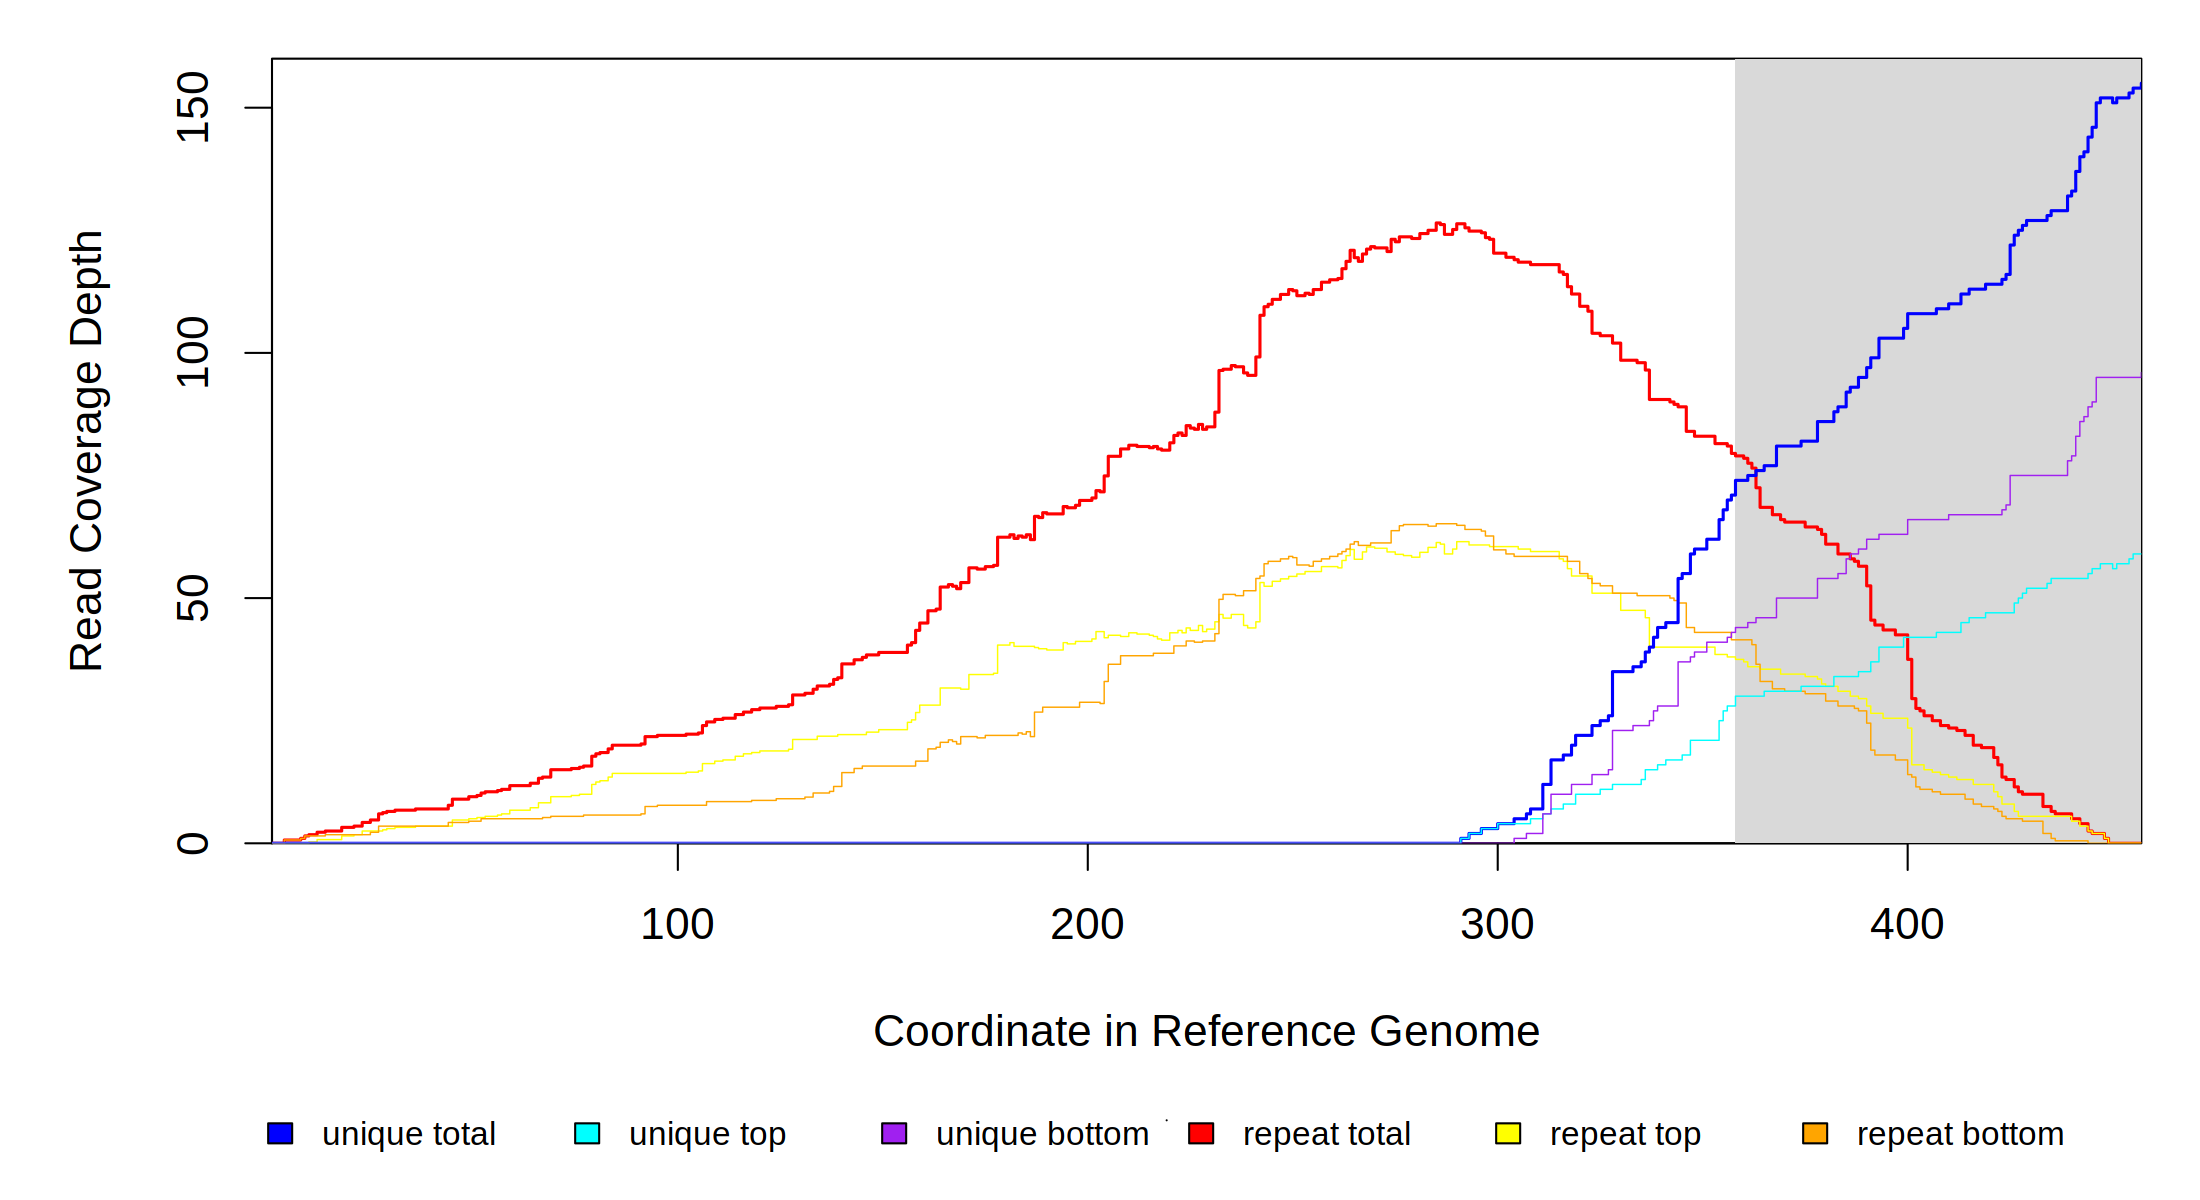 150
100
50
0
Read Coverage Depth
100 200 300 400
Coordinate in Reference Genome
unique total unique top unique bottom repeat total repeat top repeat bottom